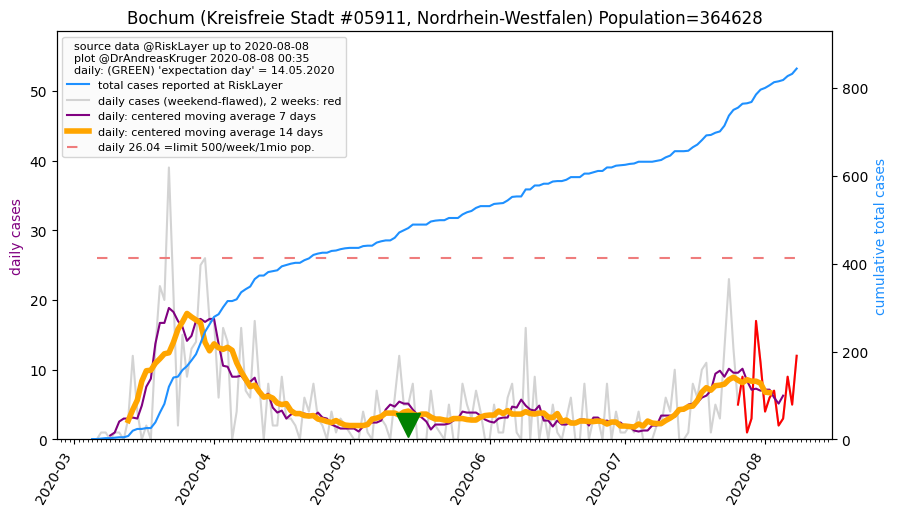 Bochum (Kreisfreie Stadt #05911, Nordrhein-Westfalen) Population=364628
source data @RiskLayer up to 2020-08-08
plot @DrAndreasKruger 2020-08-08 00:35
daily: (GREEN) 'expectation day' = 14.05.2020
total cases reported at RiskLayer
daily cases (weekend-flawed), 2 weeks: red
daily: centered moving average 7 days
daily: centered moving average 14 days
daily 26.04 =limit 500/week/1mio pop.
daily cases
50
40
30
20
10
0
cumulative total cases
800
600
400
200
0
2020-03
2020-04
2020-05
2020-06
2020-07
2020-08